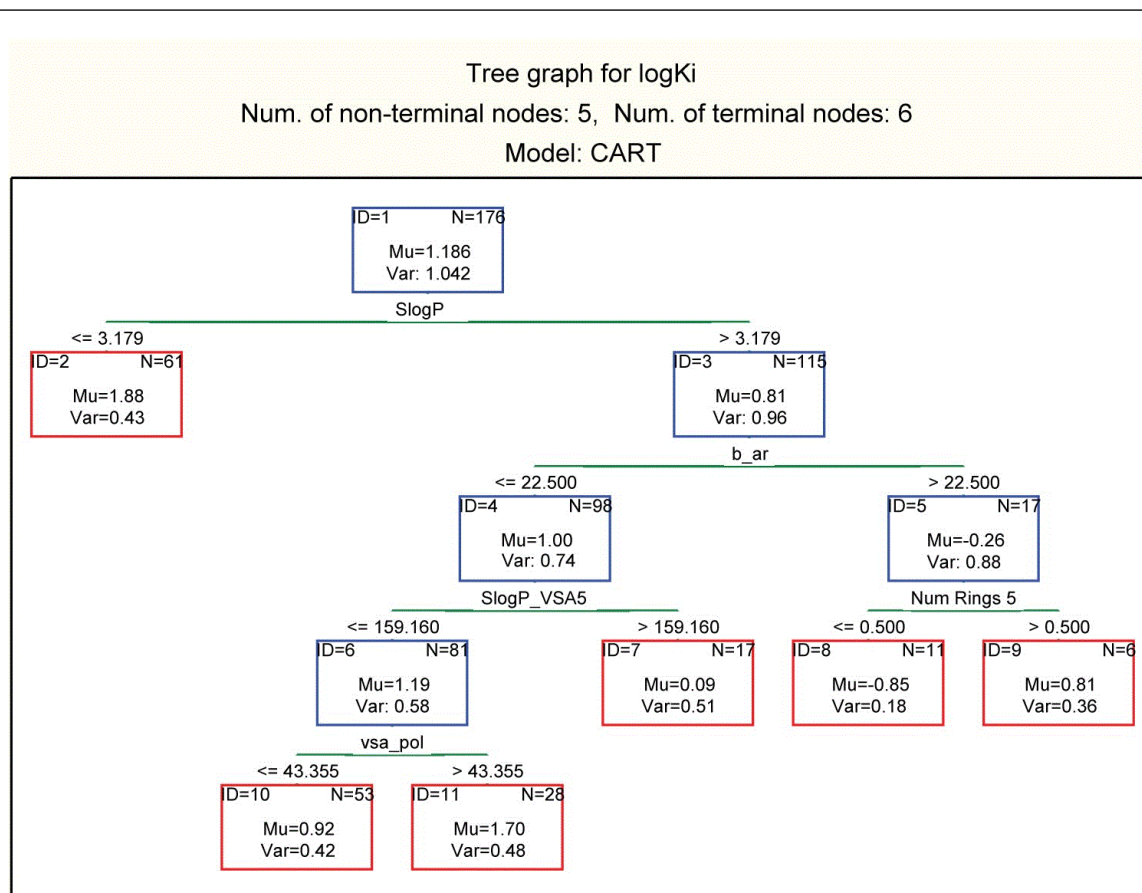 Tree graph for logKi
Num. of non-terminal nodes: 5, Num. of terminal nodes: 6
Model: CART
ID=1 N=176
Mu=1.186
Var: 1.042
SlogP
<= 3.179 > 3.179
ID=2 N=61 ID=3 N=115
Mu=1.88 Mu=0.81
Var=0.43 Var: 0.96
b_ar
<= 22.500 > 22.500
ID=4 N=98 ID=5 N=17
Mu=1.00 Mu=-0.26
Var: 0.74 Var: 0.88
SlogP_VSA5 Num Rings 5
<= 159.160 > 159.160 <= 0.500 > 0.500
ID=6 N=81 ID=7 N=17 ID=8 N=11 ID=9 N=6
Mu=1.19 Mu=0.09 Mu=-0.85 Mu=0.81
Var: 0.58 Var=0.51 Var=0.18 Var=0.36
vsa_pol
<= 43.355 > 43.355
ID=10 N=53 ID=11 N=28
Mu=0.92 Mu=1.70
Var=0.42 Var=0.48